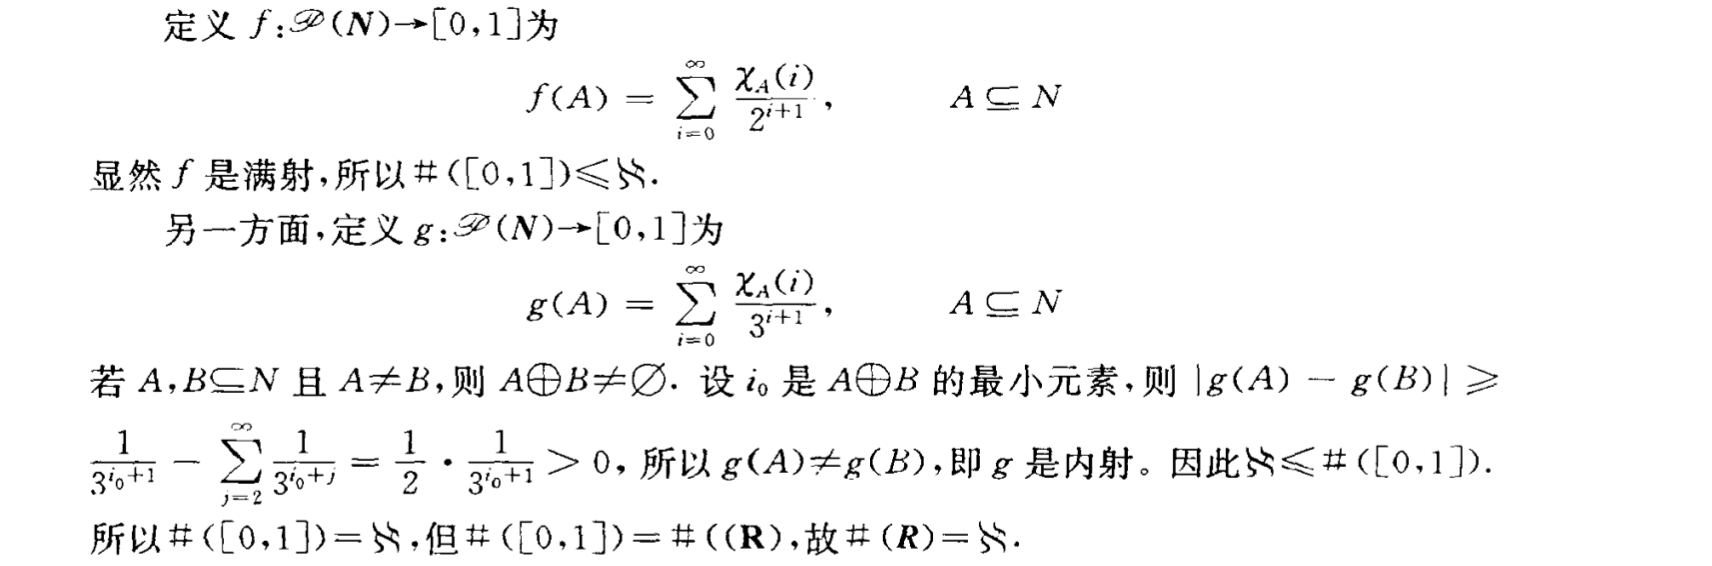 定义 f:𝒫(N)→[0,1]为
f(A) = ∑_{i=0}^{∞} χ_A(i)/2^{i+1}, A⊆N
显然 f 是满射,所以#([0,1])≤ℵ.
另一方面,定义 g:𝒫(N)→[0,1]为
g(A) = ∑_{i=0}^{∞} χ_A(i)/3^{i+1}, A⊆N
若 A,B⊆N 且 A≠B,则 A⊕B≠∅. 设 i₀ 是 A⊕B 的最小元素,则 |g(A) − g(B)| ≥
1/3^{i₀+1} − ∑_{j=2}^{∞} 1/3^{i₀+j} = 1/2 · 1/3^{i₀+1} > 0, 所以 g(A)≠g(B),即 g 是内射。因此ℵ≤#([0,1]).
所以#([0,1])=ℵ,但#([0,1])=#((R),故#(R)=ℵ.